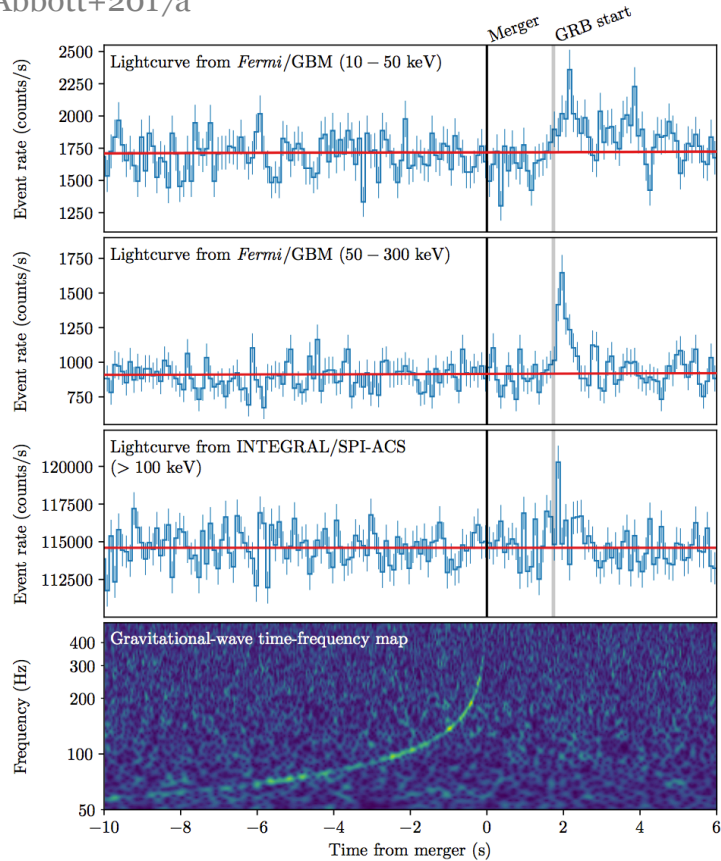 Abbott+2017a
Merger
GRB start
Lightcurve from Fermi/GBM (10 − 50 keV)
Event rate (counts/s)
2500
2250
2000
1750
1500
1250
Lightcurve from Fermi/GBM (50 − 300 keV)
Event rate (counts/s)
1750
1500
1250
1000
750
Lightcurve from INTEGRAL/SPI-ACS
(> 100 keV)
Event rate (counts/s)
120000
117500
115000
112500
Gravitational-wave time-frequency map
Frequency (Hz)
400
300
200
100
50
−10 −8 −6 −4 −2 0 2 4 6
Time from merger (s)